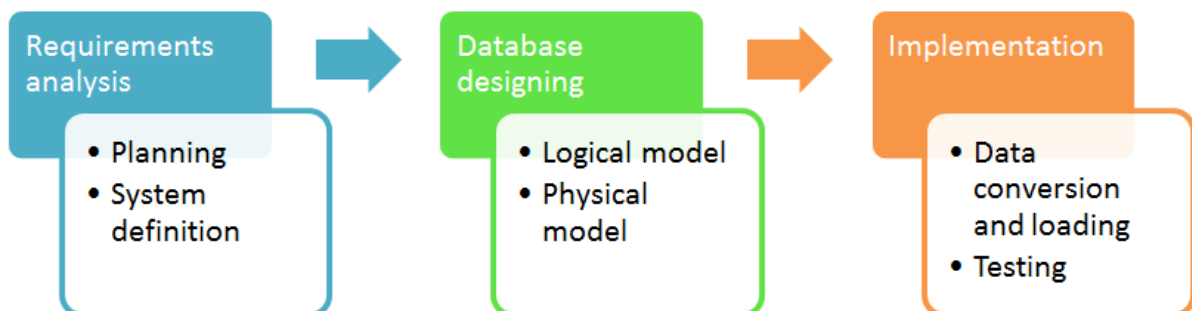 Requirements
analysis
• Planning
• System
definition
Database
designing
• Logical model
• Physical
model
Implementation
• Data
conversion
and loading
• Testing